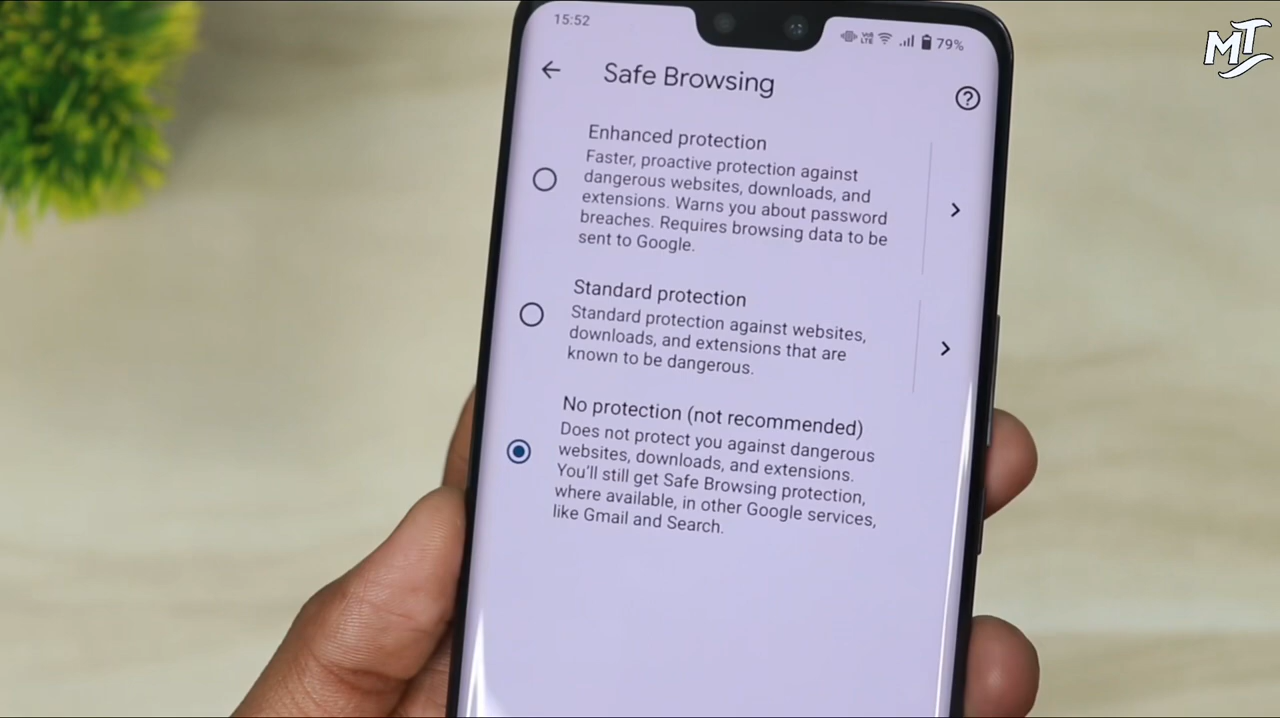 15:52
VoI LTE 79%
MT
Safe Browsing
Enhanced protection
Faster, proactive protection against
dangerous websites, downloads, and
extensions. Warns you about password
breaches. Requires browsing data to be
sent to Google.
Standard protection
Standard protection against websites,
downloads, and extensions that are
known to be dangerous.
No protection (not recommended)
Does not protect you against dangerous
websites, downloads, and extensions.
You'll still get Safe Browsing protection,
where available, in other Google services,
like Gmail and Search.